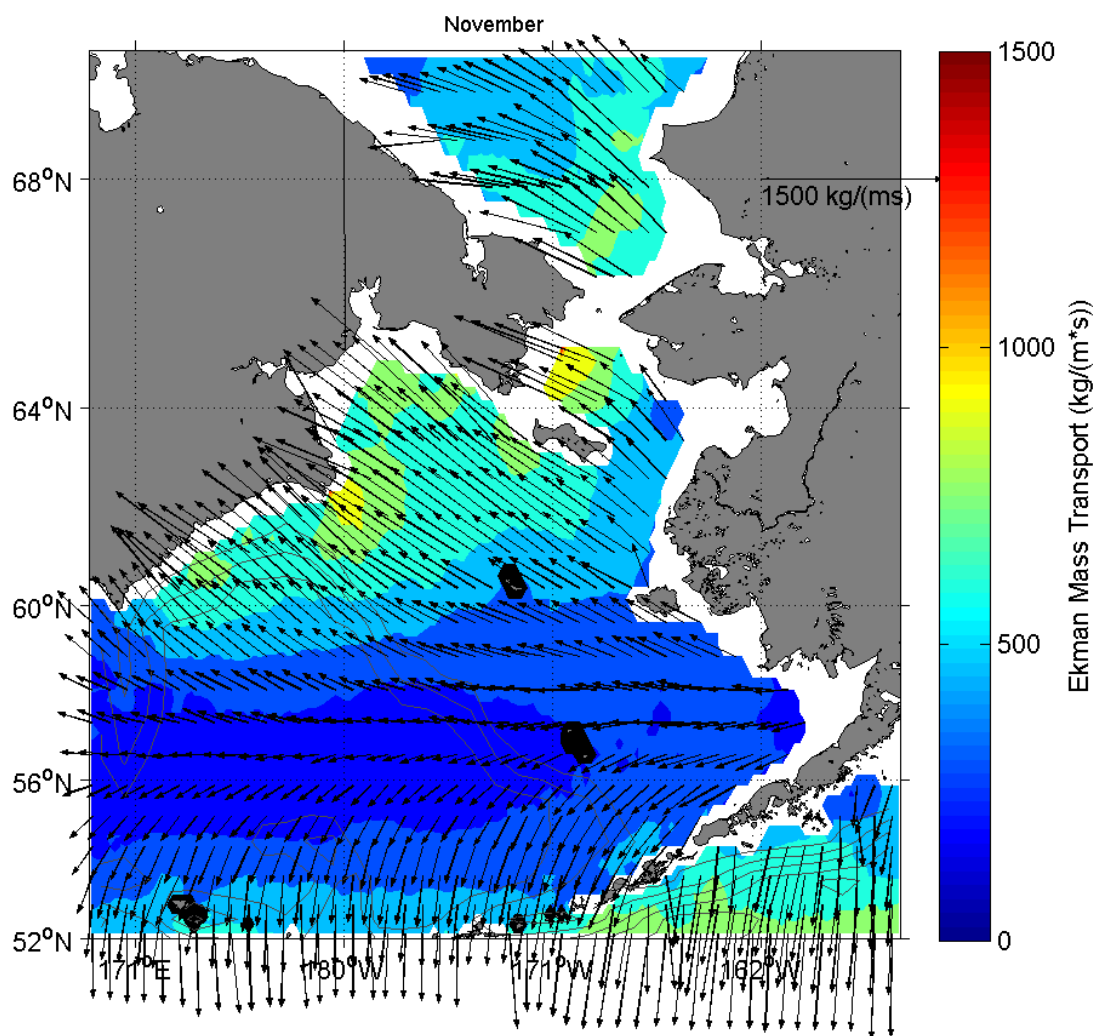 November
1500
68°N
1500 kg/(ms)
1000
64°N
60°N
500
56°N
52°N
0
171°E
180°W
171°W
162°W
Ekman Mass Transport (kg/(m*s))